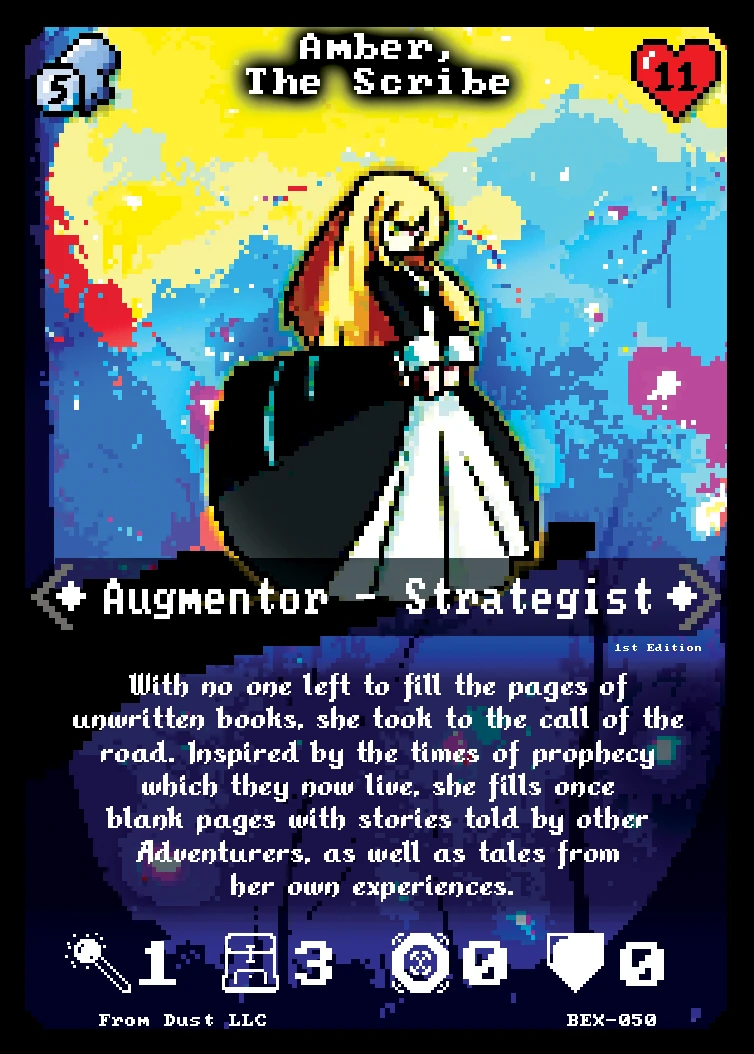 Amber,
The Scribe
5
11
Augmentor - Strategist
1st Edition
With no one left to fill the pages of
unwritten books, she took to the call of the
road. Inspired by the times of prophecy
which they now live, she fills once
blank pages with stories told by other
Adventurers, as well as tales from
her own experiences.
1 3 0 0
From Dust LLC BEX-050